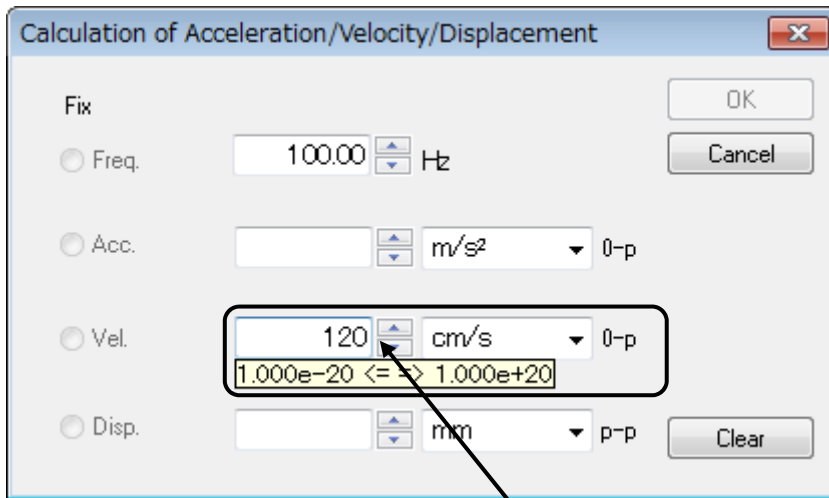 Calculation of Acceleration/Velocity/Displacement
Fix
OK
Freq. 100.00 Hz
Cancel
Acc. m/s² 0-p
Vel. 120 cm/s 0-p
1.000e-20 <= => 1.000e+20
Disp. mm p-p
Clear